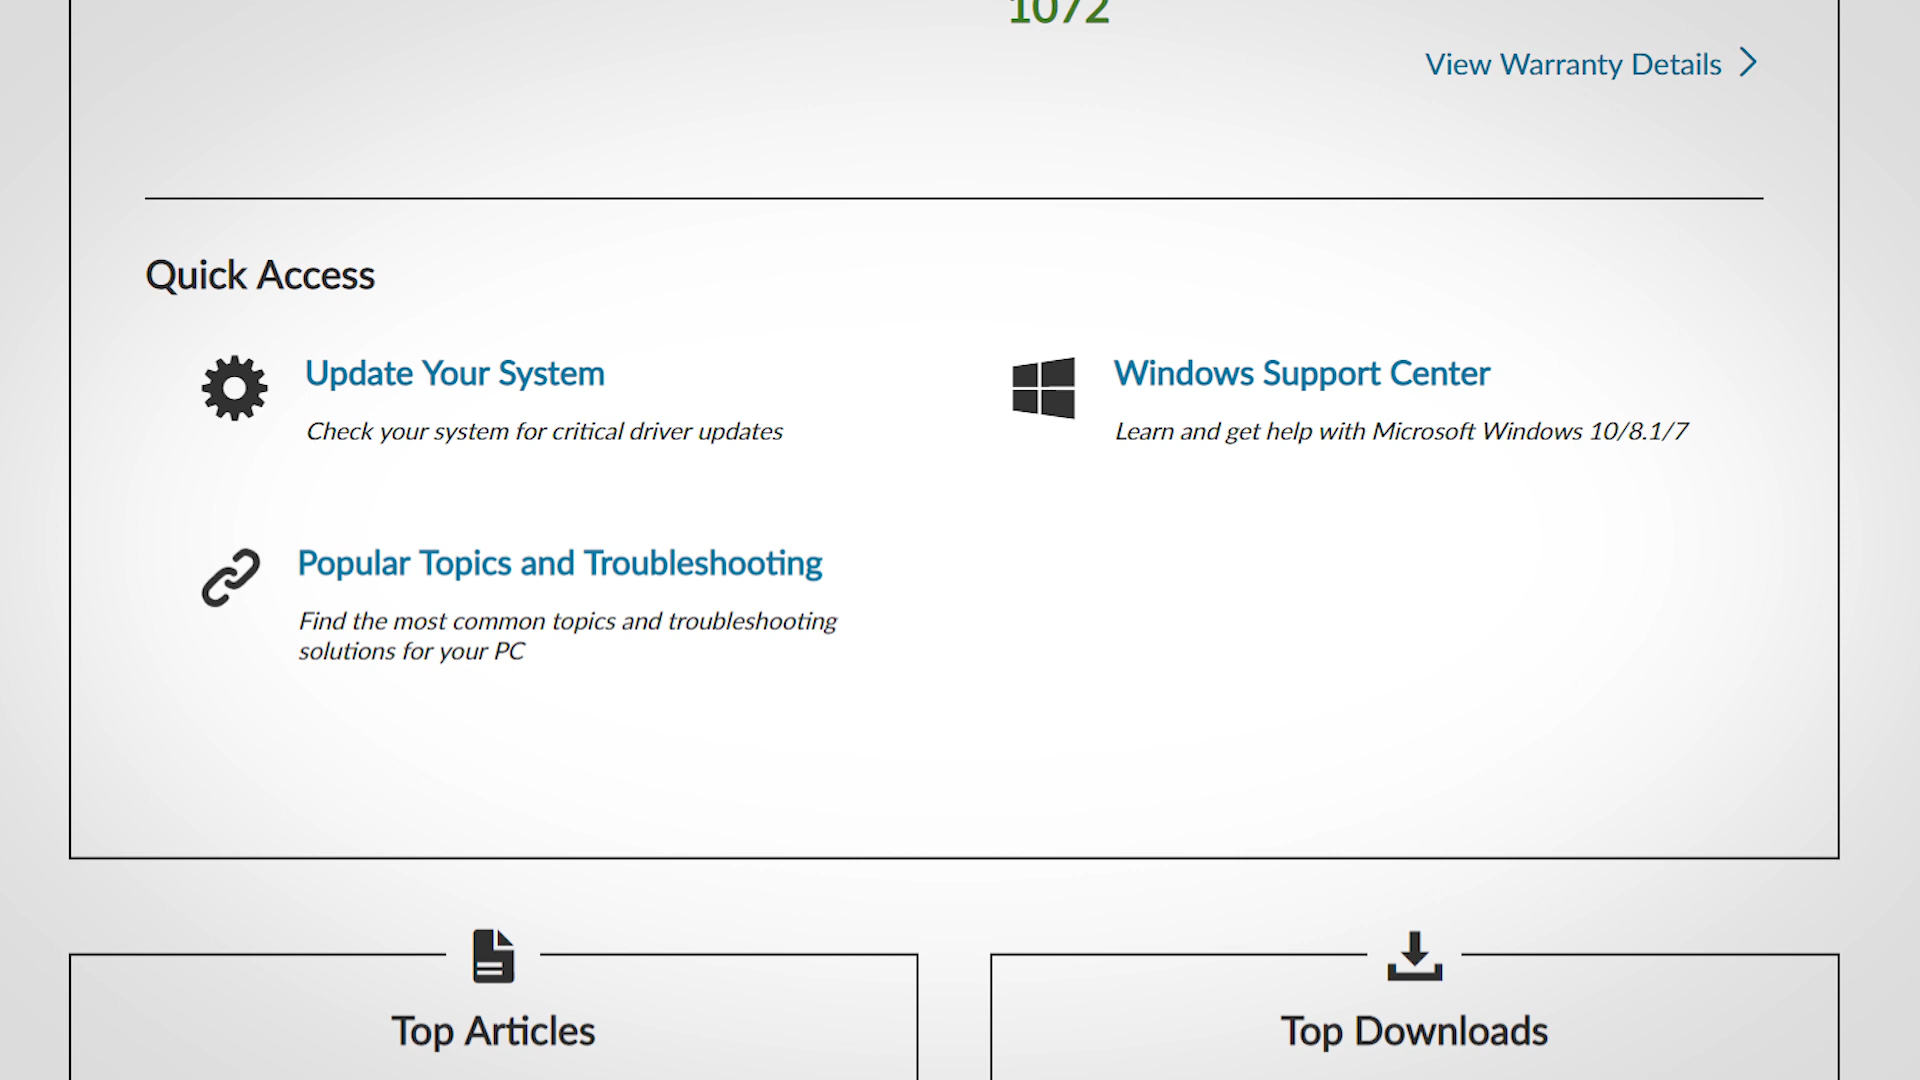 1072
View Warranty Details
Quick Access
Update Your System
Windows Support Center
Check your system for critical driver updates
Learn and get help with Microsoft Windows 10/8.1/7
Popular Topics and Troubleshooting
Find the most common topics and troubleshooting
solutions for your PC
Top Articles
Top Downloads